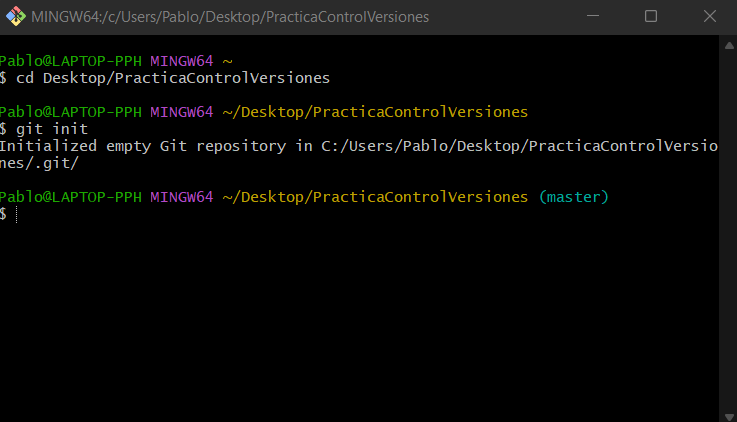 MINGW64:/c/Users/Pablo/Desktop/PracticaControlVersiones
Pablo@LAPTOP-PPH MINGW64 ~
$ cd Desktop/PracticaControlVersiones
Pablo@LAPTOP-PPH MINGW64 ~/Desktop/PracticaControlVersiones
$ git init
Initialized empty Git repository in C:/Users/Pablo/Desktop/PracticaControlVersio
nes/.git/
Pablo@LAPTOP-PPH MINGW64 ~/Desktop/PracticaControlVersiones (master)
$